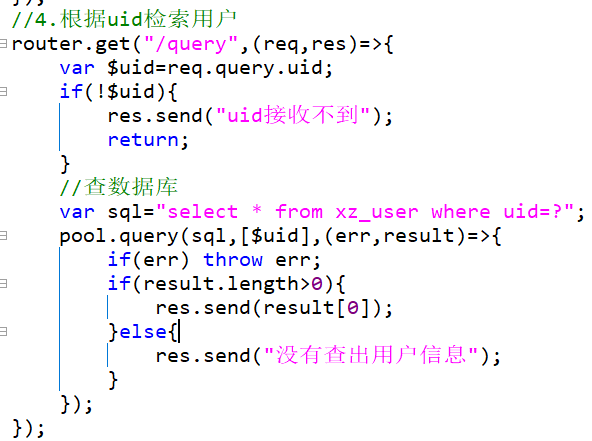 });
//4.根据uid检索用户
router.get("/query",(req,res)=>{
    var $uid=req.query.uid;
    if(!$uid){
        res.send("uid接收不到");
        return;
    }
    //查数据库
    var sql="select * from xz_user where uid=?";
    pool.query(sql,[$uid],(err,result)=>{
        if(err) throw err;
        if(result.length>0){
            res.send(result[0]);
        }else{
            res.send("没有查出用户信息");
        }
    });
});